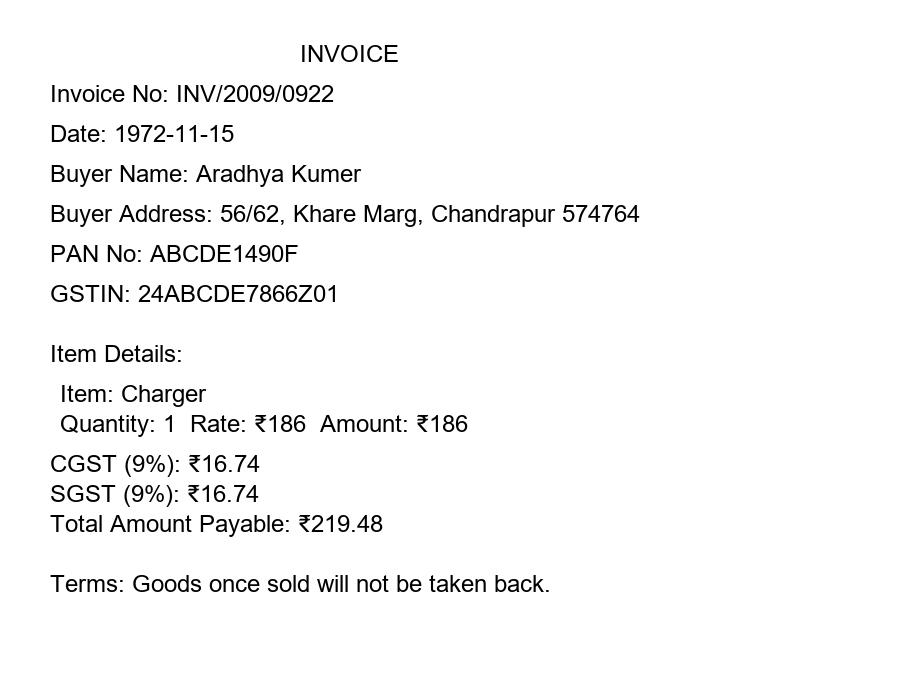 INVOICE
Invoice No: INV/2009/0922
Date: 1972-11-15
Buyer Name: Aradhya Kumer
Buyer Address: 56/62, Khare Marg, Chandrapur 574764
PAN No: ABCDE1490F
GSTIN: 24ABCDE7866Z01
Item Details:
Item: Charger
Quantity: 1  Rate: ₹186  Amount: ₹186
CGST (9%): ₹16.74
SGST (9%): ₹16.74
Total Amount Payable: ₹219.48
Terms: Goods once sold will not be taken back.